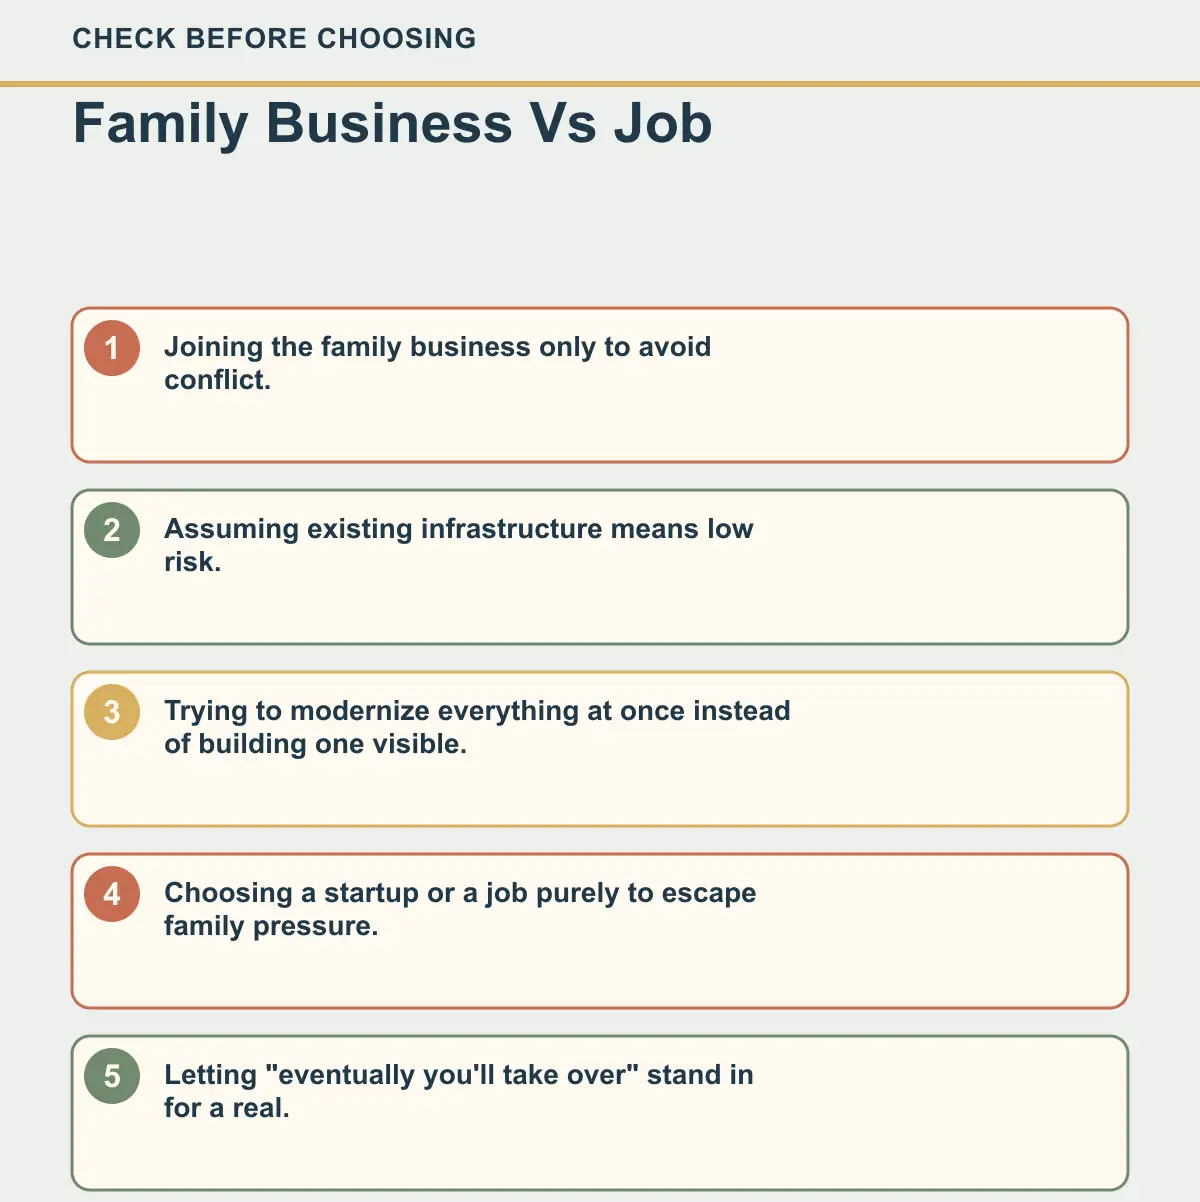 CHECK BEFORE CHOOSING
Family Business Vs Job
1
Joining the family business only to avoid
conflict.
2
Assuming existing infrastructure means low
risk.
3
Trying to modernize everything at once instead
of building one visible.
4
Choosing a startup or a job purely to escape
family pressure.
5
Letting "eventually you'll take over" stand in
for a real.